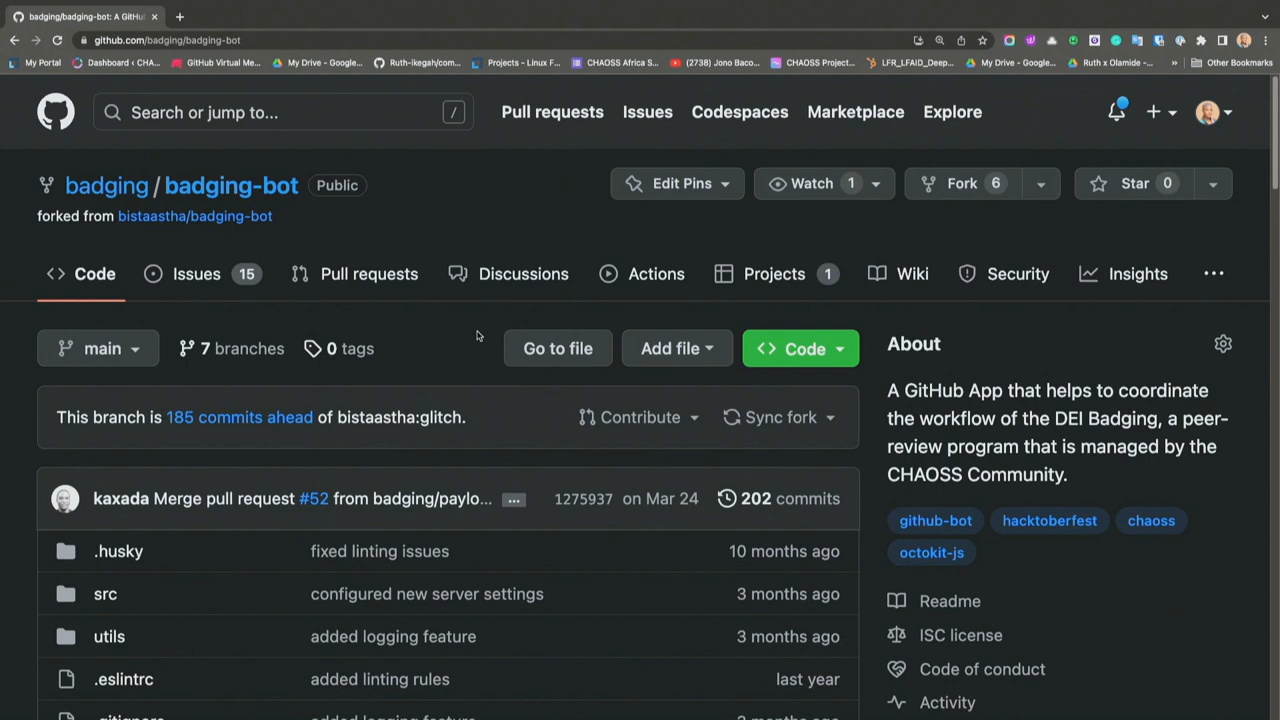 badging/badging-bot: A GitHu
github.com/badging/badging-bot
My Portal
Dashboard ‹ CHA...
GitHub Virtual Me...
My Drive - Google...
Ruth-ikegah/com...
Projects - Linux F...
CHAOSS Africa S...
(2738) Jono Baco...
CHAOSS Project...
LFR_LFAID_Deep...
My Drive - Google...
Ruth x Olamide -...
»
Other Bookmarks
Search or jump to...
/
Pull requests
Issues
Codespaces
Marketplace
Explore
badging / badging-bot
Public
Edit Pins
Watch 1
Fork 6
Star 0
forked from bistaastha/badging-bot
Code
Issues 15
Pull requests
Discussions
Actions
Projects 1
Wiki
Security
Insights
main
7 branches
0 tags
Go to file
Add file
Code
This branch is 185 commits ahead of bistaastha:glitch.
Contribute
Sync fork
kaxada Merge pull request #52 from badging/paylo... ...
1275937 on Mar 24
202 commits
.husky
fixed linting issues
10 months ago
src
configured new server settings
3 months ago
utils
added logging feature
3 months ago
.eslintrc
added linting rules
last year
About
A GitHub App that helps to coordinate
the workflow of the DEI Badging, a peer-
review program that is managed by the
CHAOSS Community.
github-bot
hacktoberfest
chaoss
octokit-js
Readme
ISC license
Code of conduct
Activity